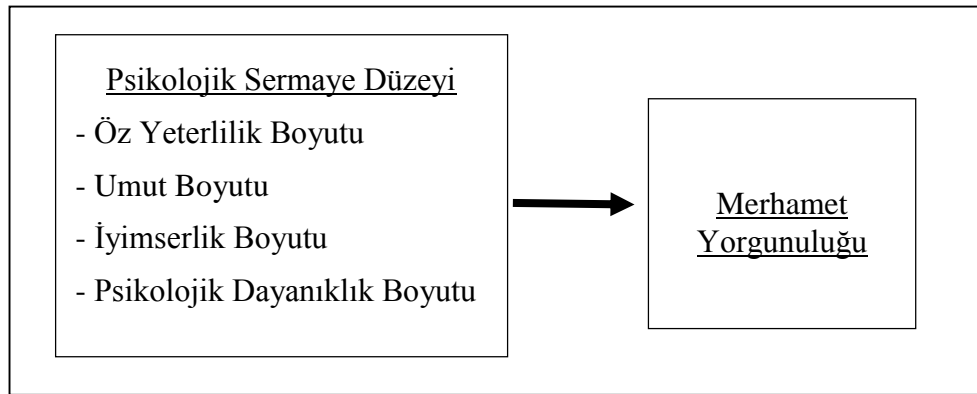 Psikolojik Sermaye Düzeyi
- Öz Yeterlilik Boyutu
- Umut Boyutu
- İyimserlik Boyutu
- Psikolojik Dayanıklık Boyutu
Merhamet
Yorgunuluğu